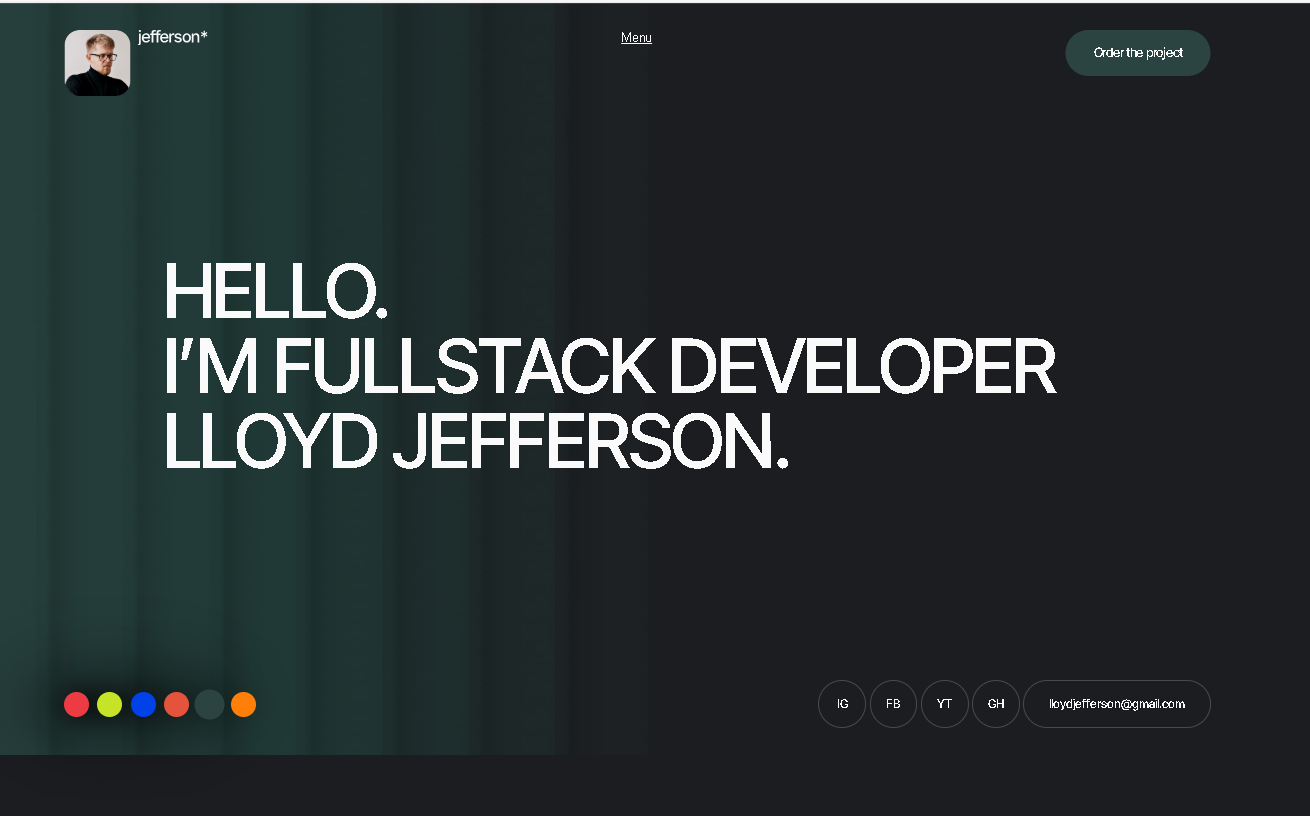 jefferson*
Menu
Order the project
HELLO.
I’M FULLSTACK DEVELOPER
LLOYD JEFFERSON.
IG
FB
YT
GH
lloydjefferson@gmail.com